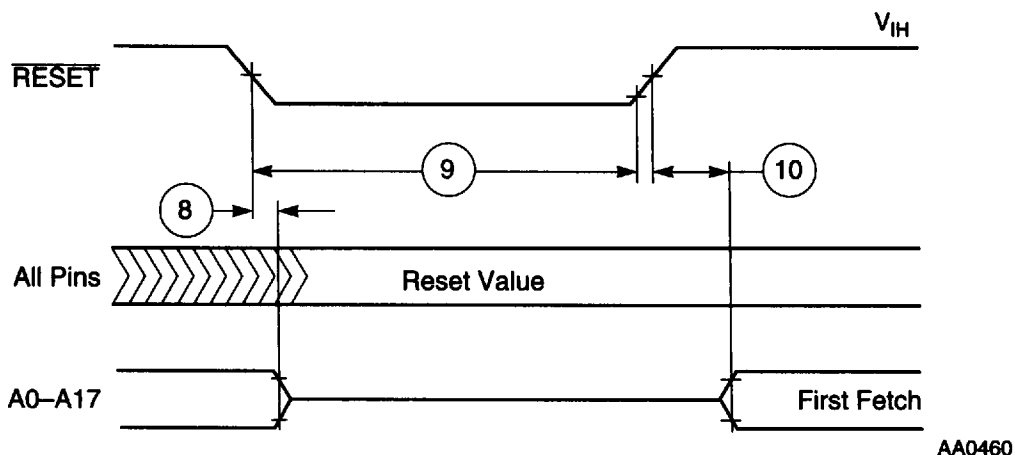 V_IH
RESET
9
10
8
All Pins
Reset Value
A0–A17
First Fetch
AA0460